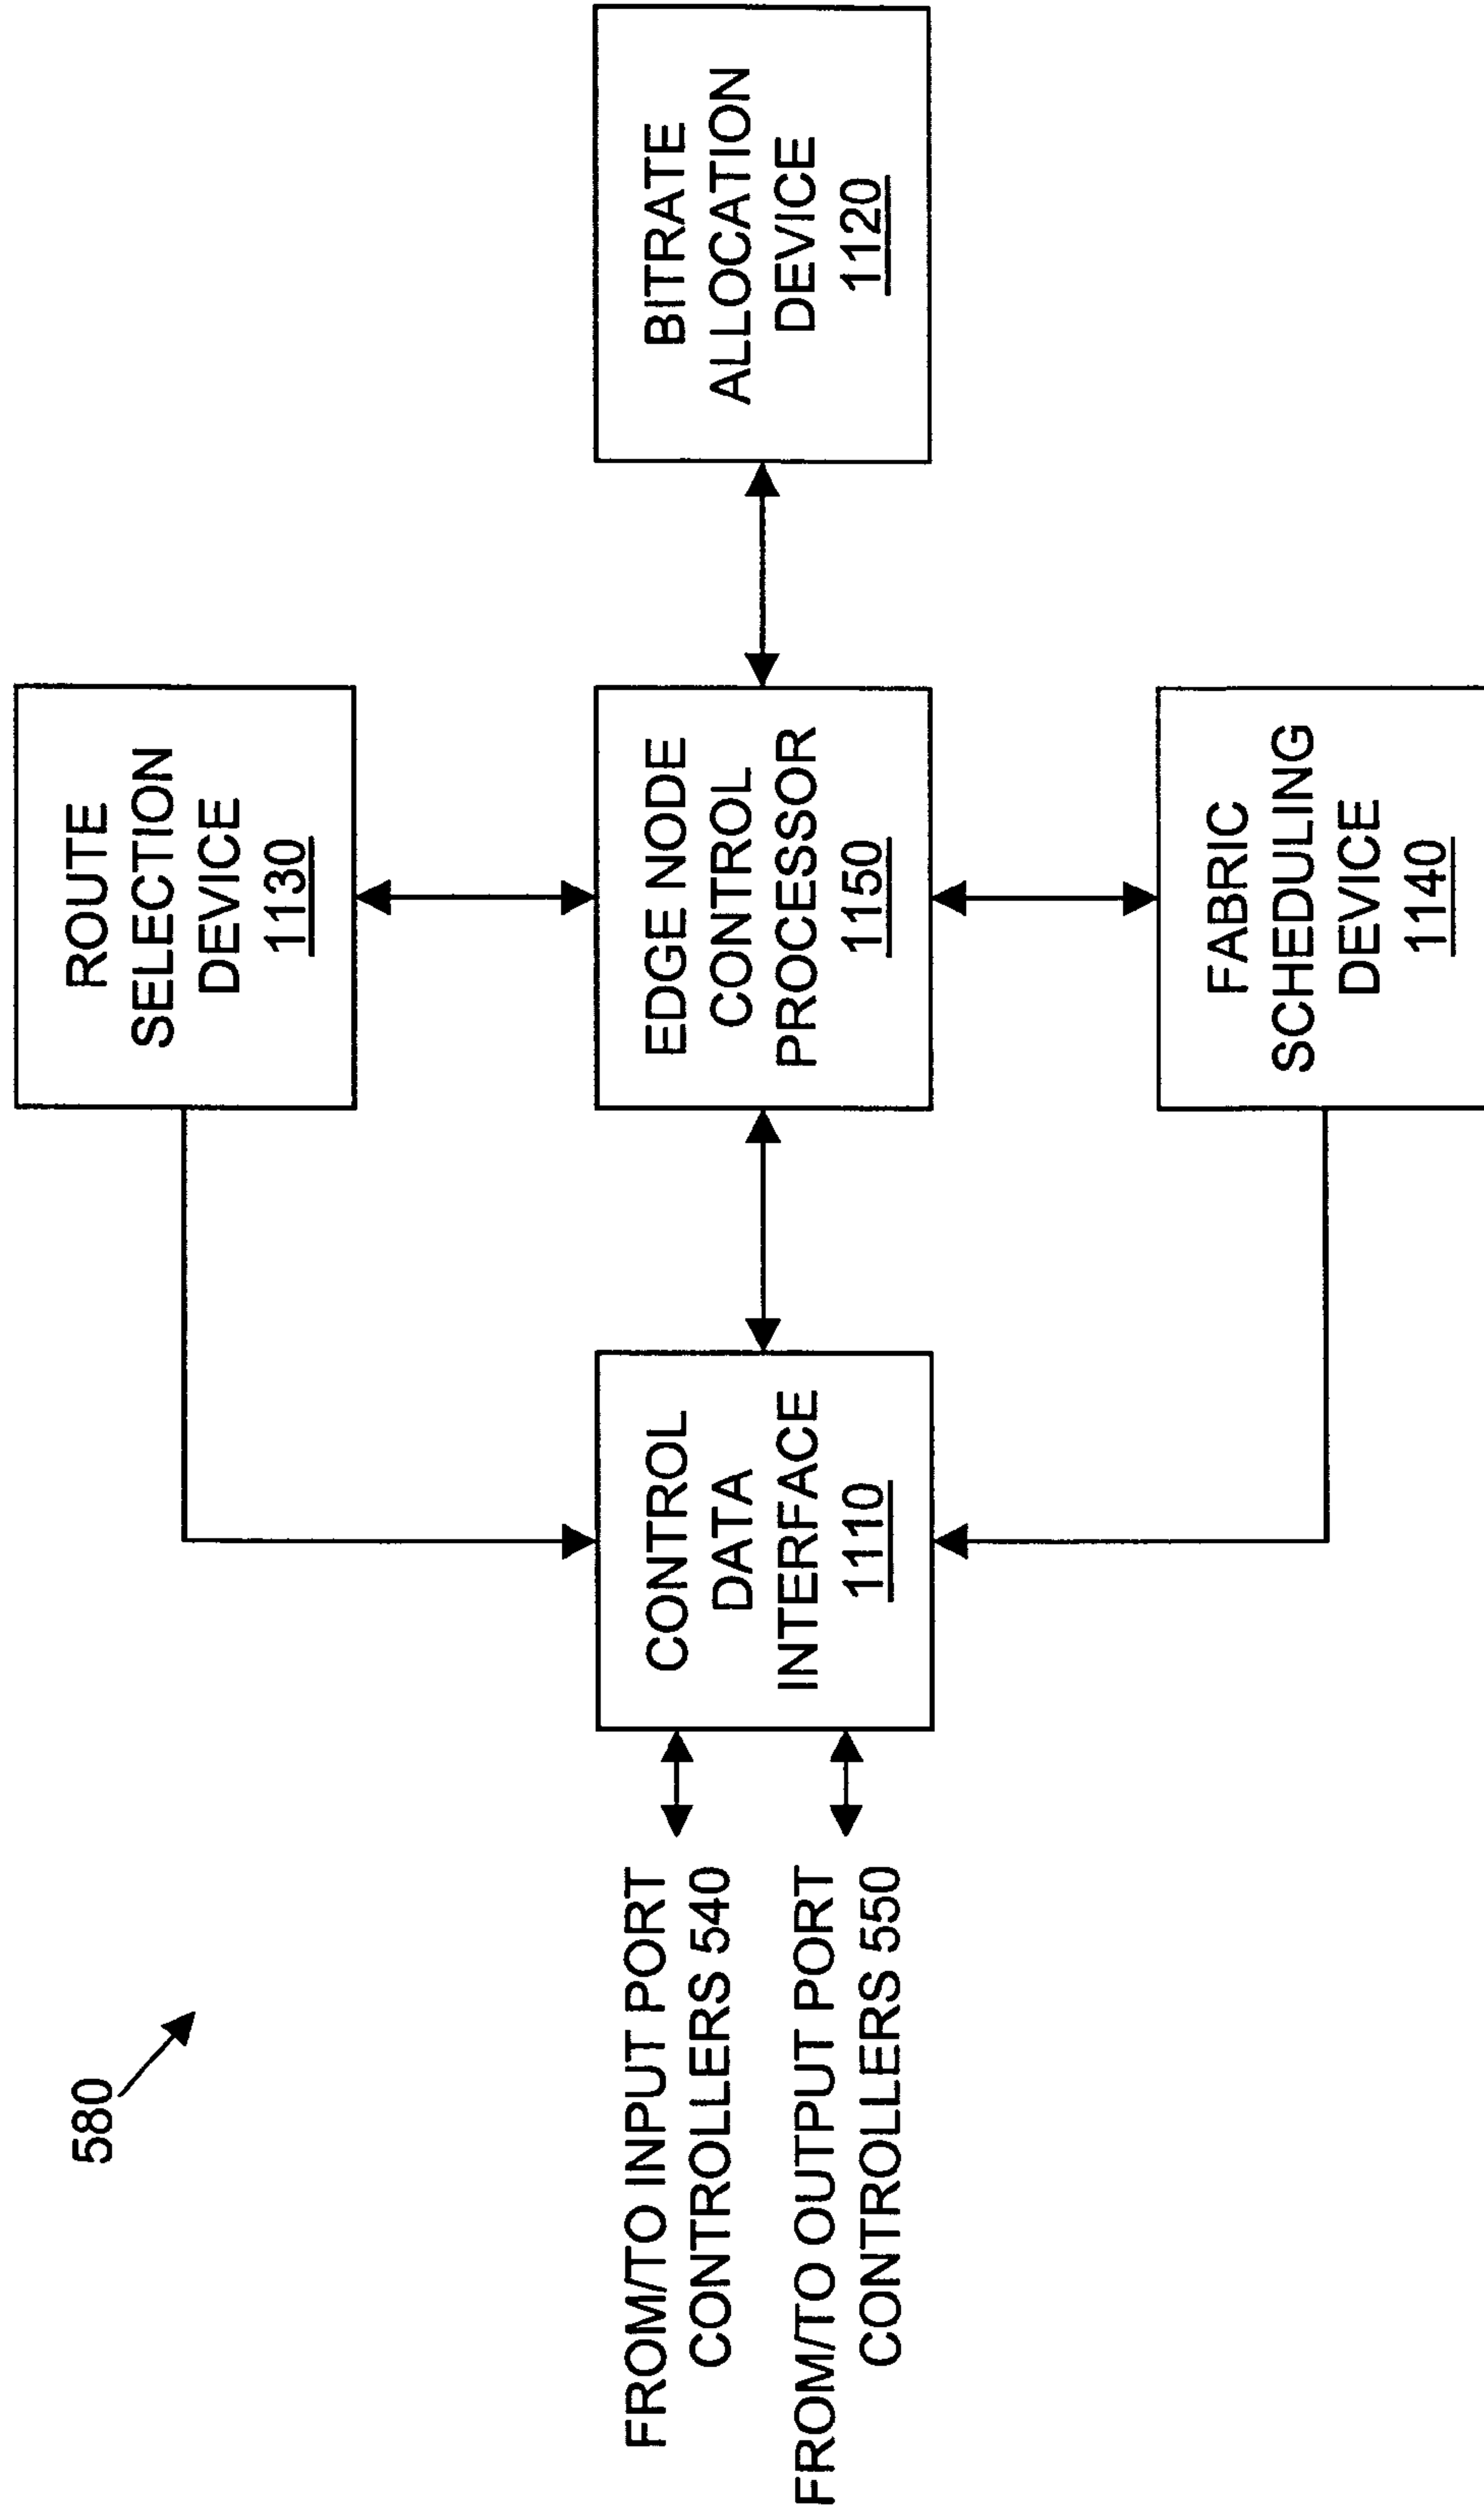 580
ROUTE
SELECTION
DEVICE
1130
FROM/TO INPUT PORT
CONTROLLERS 540
FROM/TO OUTPUT PORT
CONTROLLERS 550
CONTROL
DATA
INTERFACE
1110
EDGE NODE
CONTROL
PROCESSOR
1150
BITRATE
ALLOCATION
DEVICE
1120
FABRIC
SCHEDULING
DEVICE
1140